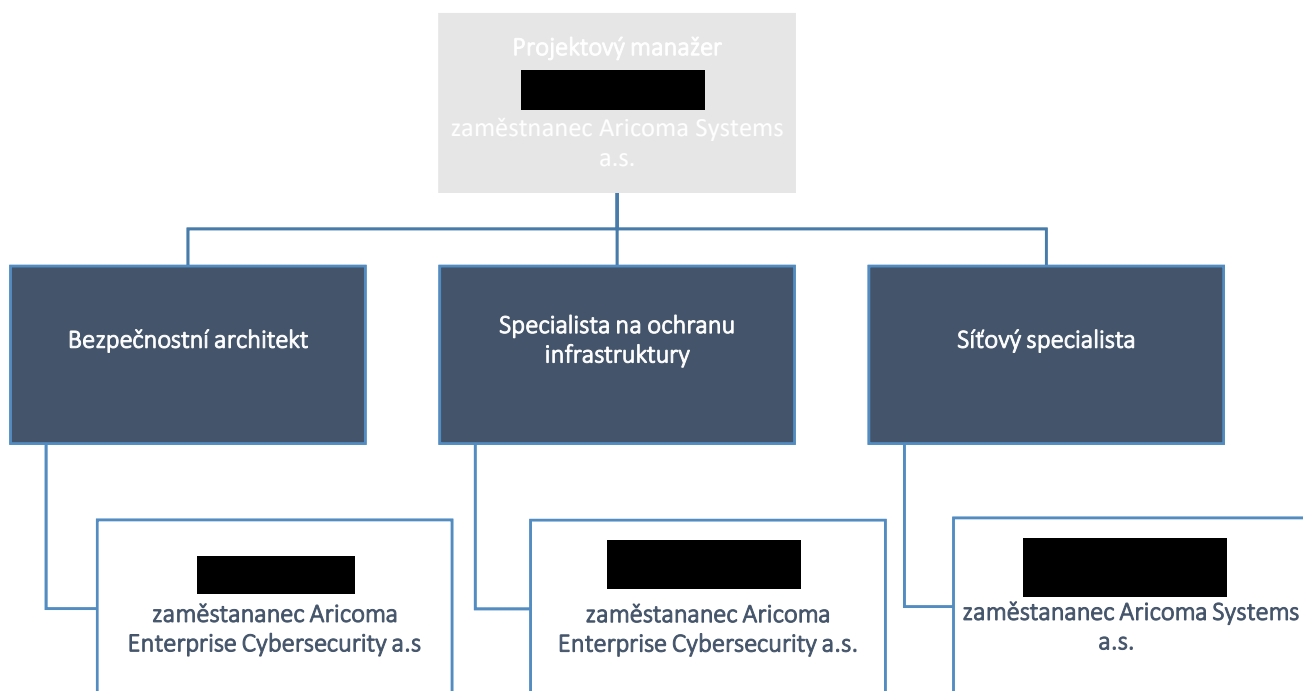 Projektový manažer
zaměstnanec Aricoma Systems
a.s.
Bezpečnostní architekt
Specialista na ochranu
infrastruktury
Síťový specialista
zaměstананec Aricoma
Enterprise Cybersecurity a.s
zaměstananec Aricoma
Enterprise Cybersecurity a.s.
zaměstananec Aricoma Systems
a.s.